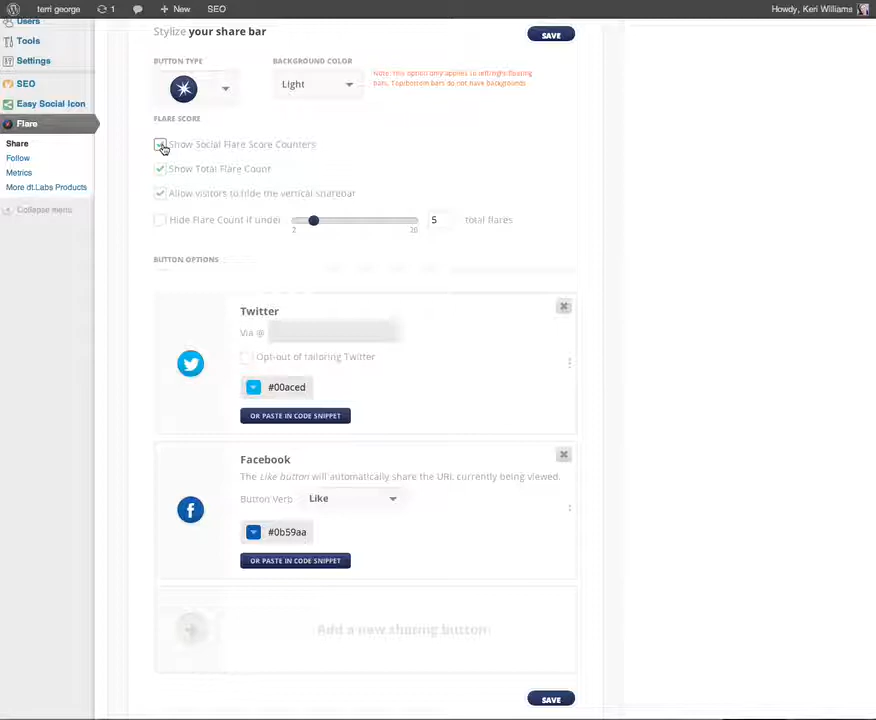 terri george
1
+ New
SEO
Howdy, Keri Williams
Users
Tools
Settings
SEO
Easy Social Icon
Flare
Share
Follow
Metrics
More dt.Labs Products
Collapse menu
Stylize your share bar
SAVE
BUTTON TYPE
BACKGROUND COLOR
Light
Note: This option only applies to left/right floating
bars. Top/bottom bars do not have backgrounds.
FLARE SCORE
Show Social Flare Score Counters
Show Total Flare Count
Allow visitors to hide the vertical sharebar
Hide Flare Count if under
2
20
5
total flares
BUTTON OPTIONS
Twitter
Via @
Opt-out of tailoring Twitter
#00aced
OR PASTE IN CODE SNIPPET
Facebook
The Like button will automatically share the URL currently being viewed.
Button Verb
Like
#0b59aa
OR PASTE IN CODE SNIPPET
Add a new sharing button
SAVE